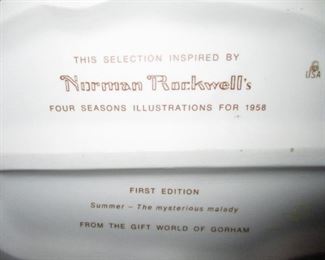 THIS SELECTION INSPIRED BY
Norman Rockwell's
FOUR SEASONS ILLUSTRATIONS FOR 1958
USA
FIRST EDITION
Summer – The mysterious malady
FROM THE GIFT WORLD OF GORHAM